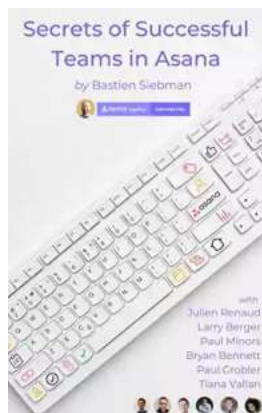 Secrets of Successful
Teams in Asana
by Bastien Siebman
asana
with
Julien Renaud
Larry Berger
Paul Minors
Bryan Bennett
Paul Grobler
Tiana Vallan